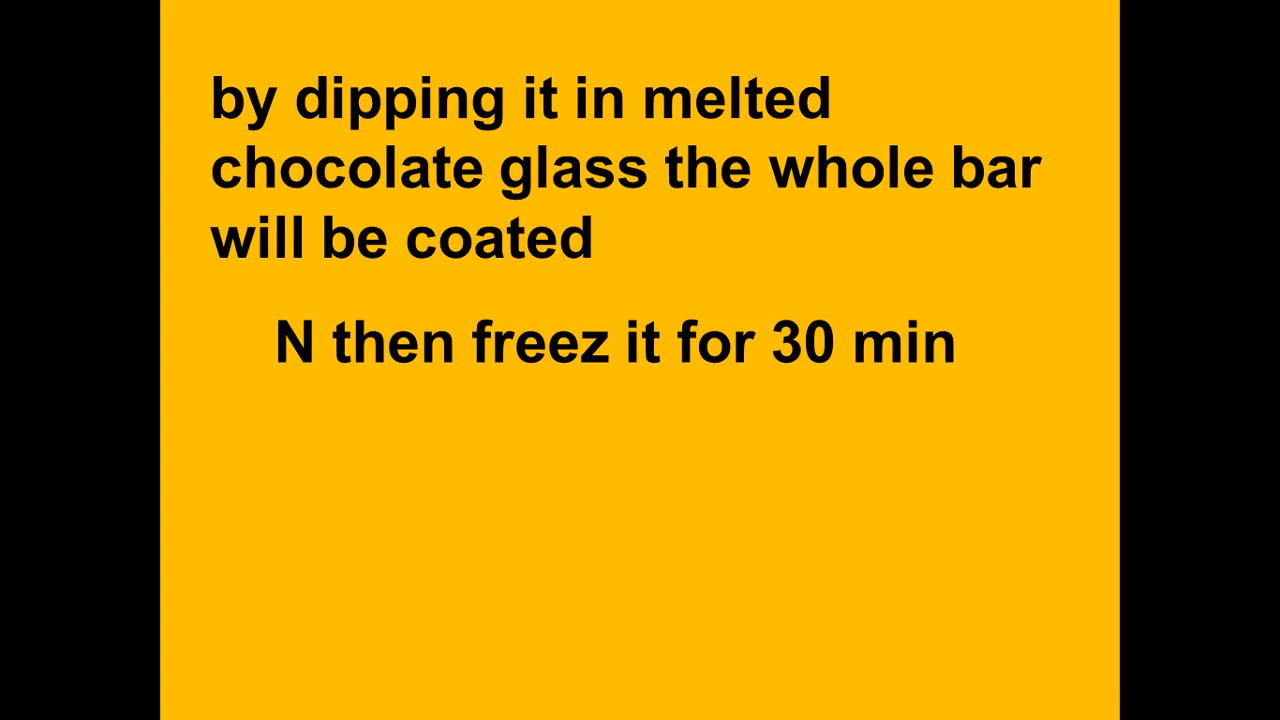 by dipping it in melted
chocolate glass the whole bar
will be coated
N then freez it for 30 min